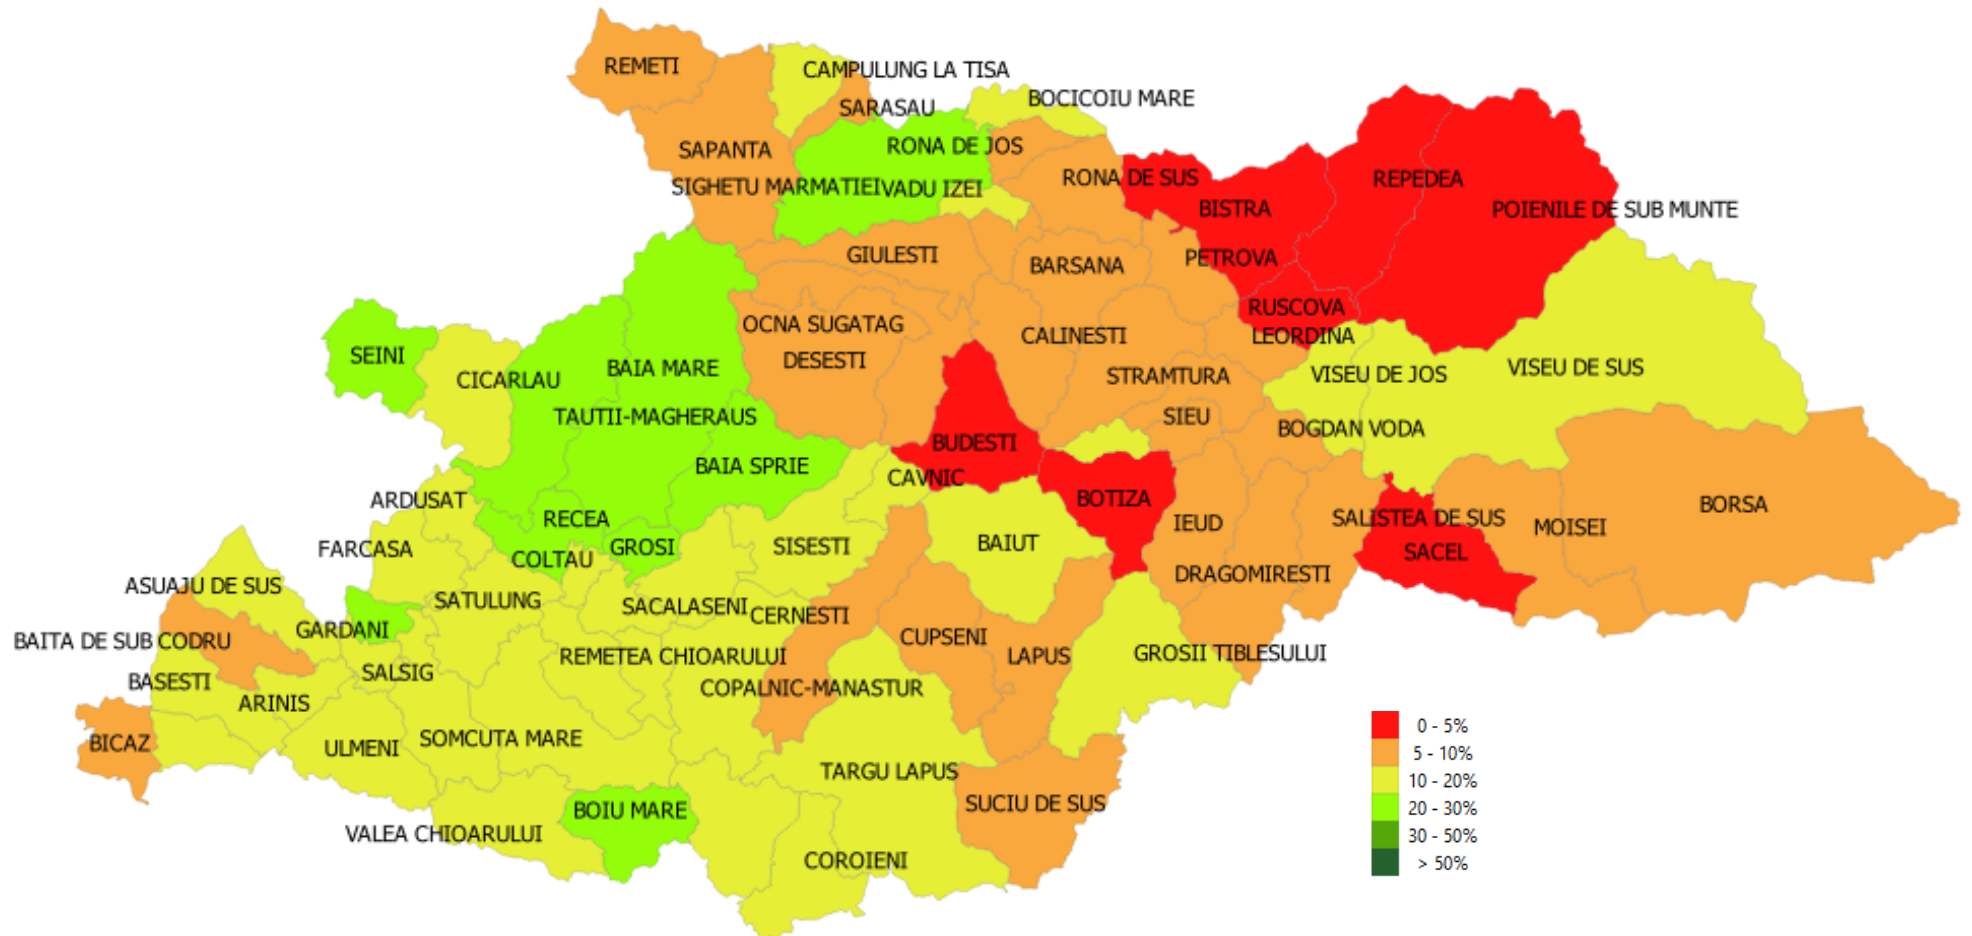 REMETI
CAMPULUNG LA TISA
SARASAU
BOCICOIU MARE
SAPANTA
RONA DE JOS
SIGHETU MARMATIEI
VADU IZEI
RONA DE SUS
REPEDEA
BISTRA
POIENILE DE SUB MUNTE
GIULESTI
BARSANA
PETROVA
RUSCOVA
OCNA SUGATAG
CALINESTI
LEORDINA
SEINI
DESESTI
BAIA MARE
CICARLAU
STRAMTURA
VISEU DE JOS
VISEU DE SUS
TAUTII-MAGHERAUS
SIEU
BOGDAN VODA
BUDESTI
BAIA SPRIE
CAVNIC
ARDUSAT
BOTIZA
BORSA
RECEA
IEUD
SALISTEA DE SUS
MOISEI
FARCASA
COLTAU
GROSI
SISESTI
BAIUT
SACEL
ASUAJU DE SUS
DRAGOMIRESTI
SATULUNG
SACALASENI
CERNESTI
GARDANI
BAITA DE SUB CODRU
CUPSENI
REMETEA CHIOARULUI
LAPUS
GROSII TIBLESULUI
SALSIG
BASESTI
COPALNIC-MANASTUR
ARINIS
BICAZ
ULMENI
SOMCUTA MARE
TARGU LAPUS
SUCIU DE SUS
BOIU MARE
VALEA CHIOARULUI
COROIENI
0 - 5%
5 - 10%
10 - 20%
20 - 30%
30 - 50%
> 50%